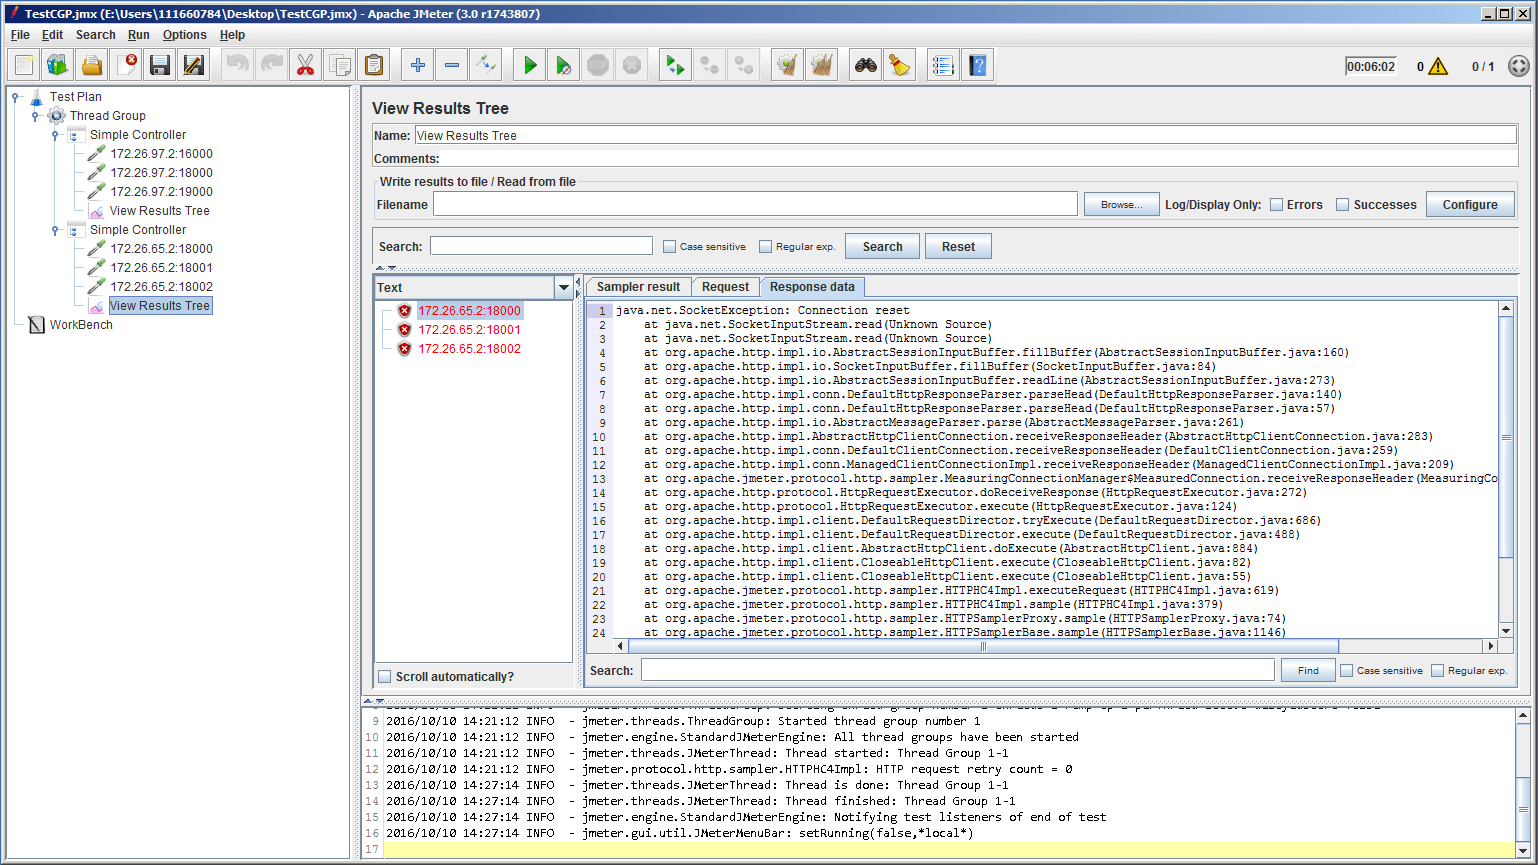 TestCGP.jmx (E:\Users\111660784\Desktop\TestCGP.jmx) - Apache JMeter (3.0 r1743807)
File Edit Search Run Options Help
00:06:02 0 0 / 1
Test Plan
Thread Group
Simple Controller
172.26.97.2:16000
172.26.97.2:18000
172.26.97.2:19000
View Results Tree
Simple Controller
172.26.65.2:18000
172.26.65.2:18001
172.26.65.2:18002
View Results Tree
WorkBench
View Results Tree
Name: View Results Tree
Comments:
Write results to file / Read from file
Filename Browse... Log/Display Only: Errors Successes Configure
Search: Case sensitive Regular exp. Search Reset
Text
172.26.65.2:18000
172.26.65.2:18001
172.26.65.2:18002
Scroll automatically?
Sampler result Request Response data
1 java.net.SocketException: Connection reset
2 at java.net.SocketInputStream.read(Unknown Source)
3 at java.net.SocketInputStream.read(Unknown Source)
4 at org.apache.http.impl.io.AbstractSessionInputBuffer.fillBuffer(AbstractSessionInputBuffer.java:160)
5 at org.apache.http.impl.io.SocketInputBuffer.fillBuffer(SocketInputBuffer.java:84)
6 at org.apache.http.impl.io.AbstractSessionInputBuffer.readLine(AbstractSessionInputBuffer.java:273)
7 at org.apache.http.impl.conn.DefaultHttpResponseParser.parseHead(DefaultHttpResponseParser.java:140)
8 at org.apache.http.impl.conn.DefaultHttpResponseParser.parseHead(DefaultHttpResponseParser.java:57)
9 at org.apache.http.impl.io.AbstractMessageParser.parse(AbstractMessageParser.java:261)
10 at org.apache.http.impl.AbstractHttpClientConnection.receiveResponseHeader(AbstractHttpClientConnection.java:283)
11 at org.apache.http.impl.conn.DefaultClientConnection.receiveResponseHeader(DefaultClientConnection.java:259)
12 at org.apache.http.impl.conn.ManagedClientConnectionImpl.receiveResponseHeader(ManagedClientConnectionImpl.java:209)
13 at org.apache.jmeter.protocol.http.sampler.MeasuringConnectionManager$MeasuredConnection.receiveResponseHeader(MeasuringCo
14 at org.apache.http.protocol.HttpRequestExecutor.doReceiveResponse(HttpRequestExecutor.java:272)
15 at org.apache.http.protocol.HttpRequestExecutor.execute(HttpRequestExecutor.java:124)
16 at org.apache.http.impl.client.DefaultRequestDirector.tryExecute(DefaultRequestDirector.java:686)
17 at org.apache.http.impl.client.DefaultRequestDirector.execute(DefaultRequestDirector.java:488)
18 at org.apache.http.impl.client.AbstractHttpClient.doExecute(AbstractHttpClient.java:884)
19 at org.apache.http.impl.client.CloseableHttpClient.execute(CloseableHttpClient.java:82)
20 at org.apache.http.impl.client.CloseableHttpClient.execute(CloseableHttpClient.java:55)
21 at org.apache.jmeter.protocol.http.sampler.HTTPHC4Impl.executeRequest(HTTPHC4Impl.java:619)
22 at org.apache.jmeter.protocol.http.sampler.HTTPHC4Impl.sample(HTTPHC4Impl.java:379)
23 at org.apache.jmeter.protocol.http.sampler.HTTPSamplerProxy.sample(HTTPSamplerProxy.java:74)
24 at org.apache.jmeter.protocol.http.sampler.HTTPSamplerBase.sample(HTTPSamplerBase.java:1146)
Search: Find Case sensitive Regular exp.
9 2016/10/10 14:21:12 INFO - jmeter.threads.ThreadGroup: Started thread group number 1
10 2016/10/10 14:21:12 INFO - jmeter.engine.StandardJMeterEngine: All thread groups have been started
11 2016/10/10 14:21:12 INFO - jmeter.threads.JMeterThread: Thread started: Thread Group 1-1
12 2016/10/10 14:21:12 INFO - jmeter.protocol.http.sampler.HTTPHC4Impl: HTTP request retry count = 0
13 2016/10/10 14:27:14 INFO - jmeter.threads.JMeterThread: Thread is done: Thread Group 1-1
14 2016/10/10 14:27:14 INFO - jmeter.threads.JMeterThread: Thread finished: Thread Group 1-1
15 2016/10/10 14:27:14 INFO - jmeter.engine.StandardJMeterEngine: Notifying test listeners of end of test
16 2016/10/10 14:27:14 INFO - jmeter.gui.util.JMeterMenuBar: setRunning(false,*local*)
17